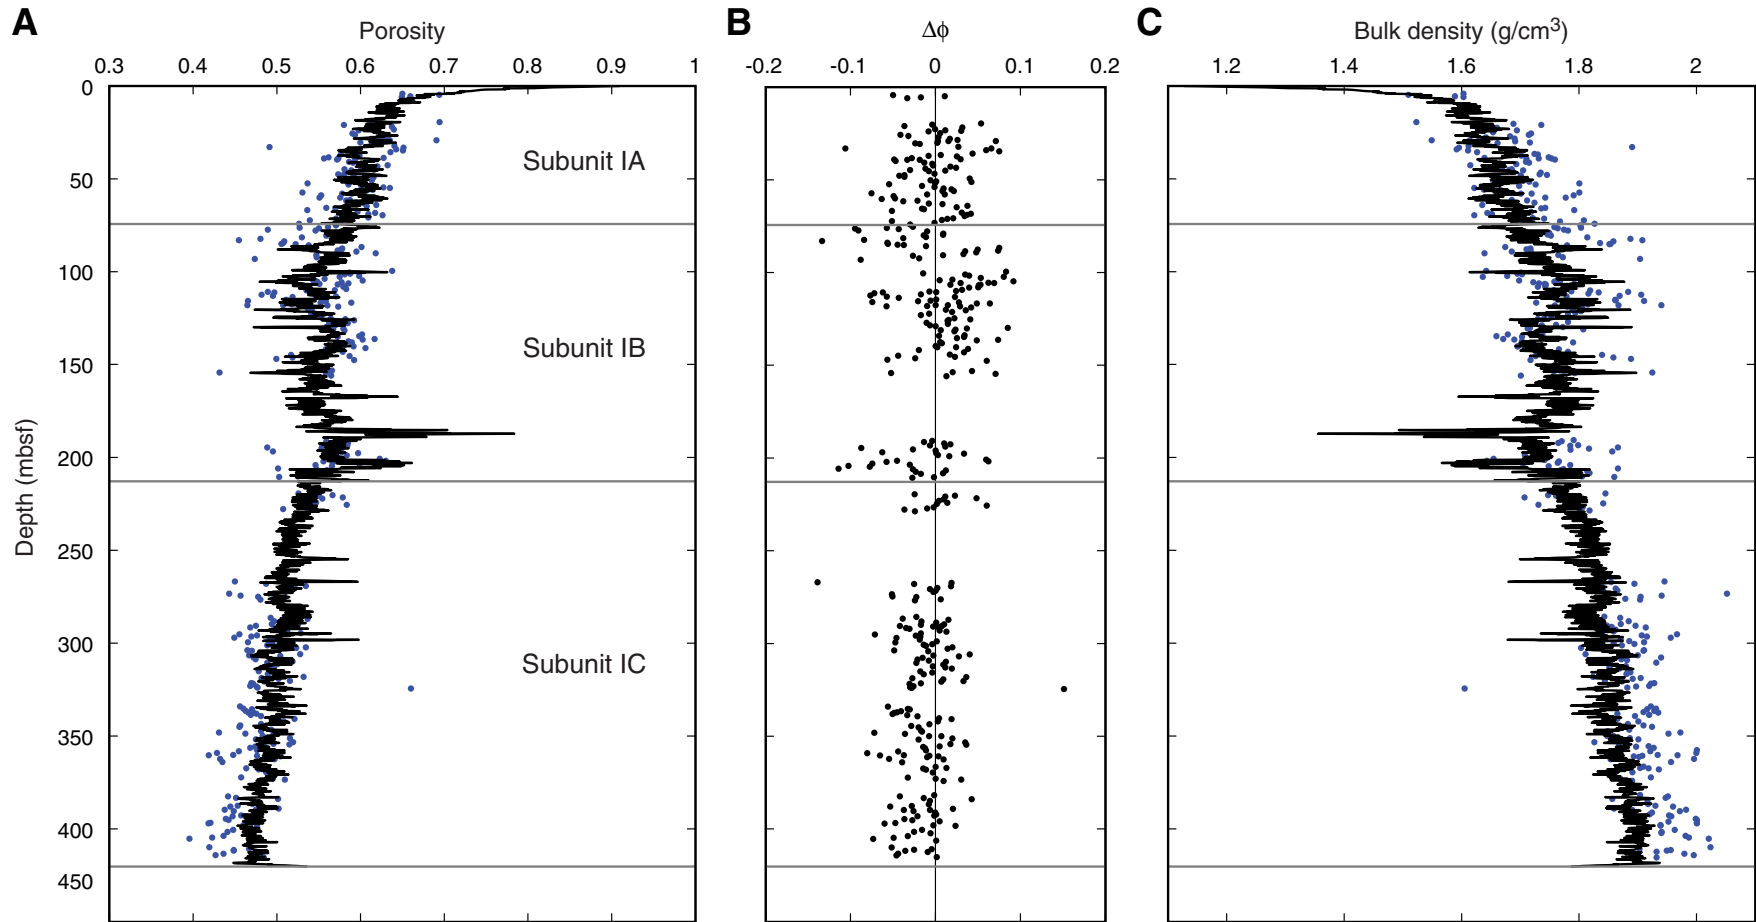 A
Porosity
0.3 0.4 0.5 0.6 0.7 0.8 0.9 1
B
Δϕ
-0.2 -0.1 0 0.1 0.2
C
Bulk density (g/cm³)
1.2 1.4 1.6 1.8 2
Depth (mbsf)
0
50
100
150
200
250
300
350
400
450
Subunit IA
Subunit IB
Subunit IC